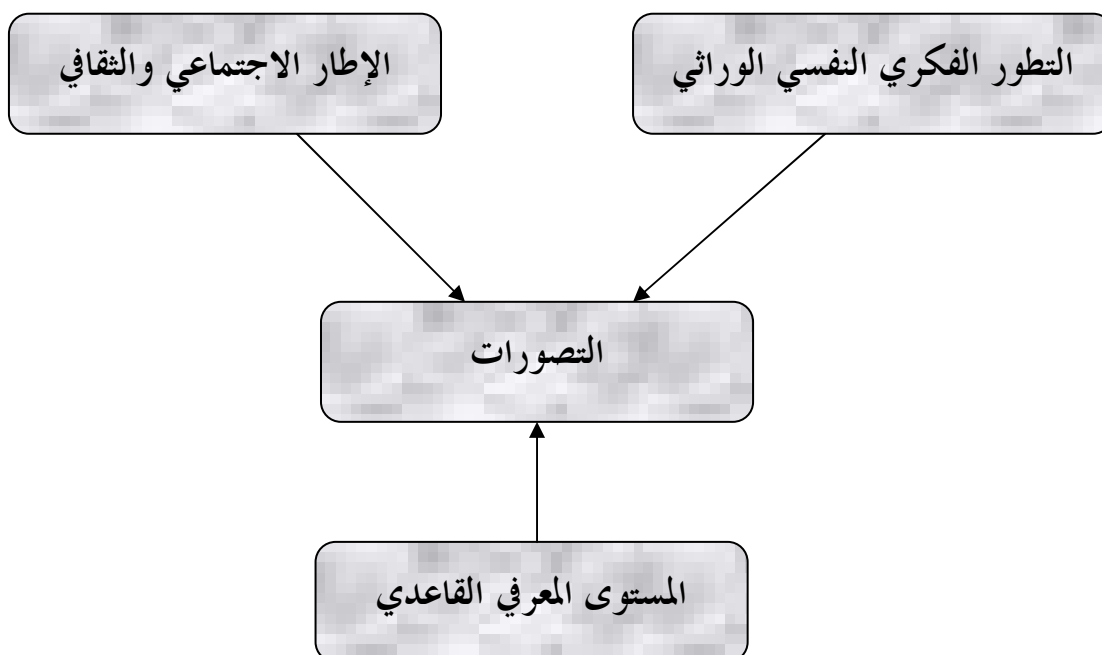 التطور الفكري النفسي الوراثي
الإطار الاجتماعي والثقافي
التصورات
المستوى المعرفي القاعدي